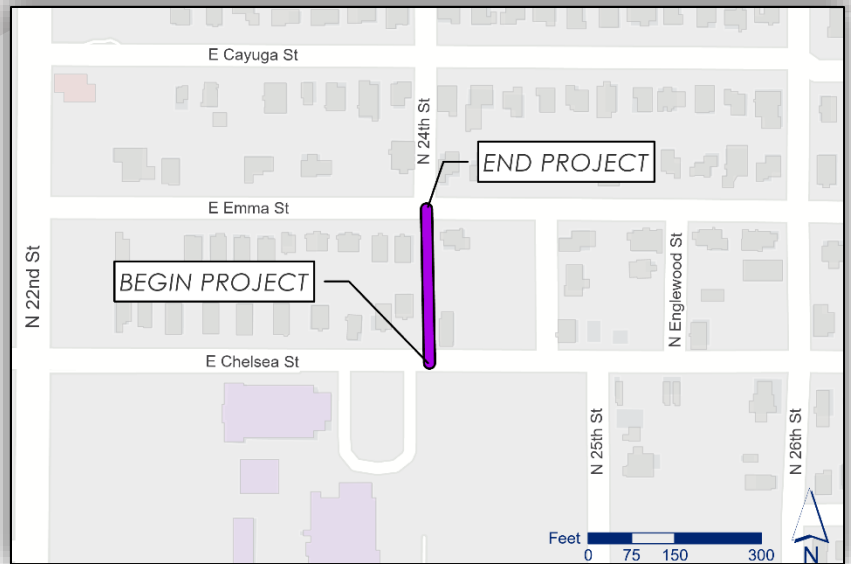 E Cayuga St
N 24th St
END PROJECT
E Emma St
N 22nd St
BEGIN PROJECT
N Englewood St
E Chelsea St
N 25th St
N 26th St
Feet
0 75 150 300
N